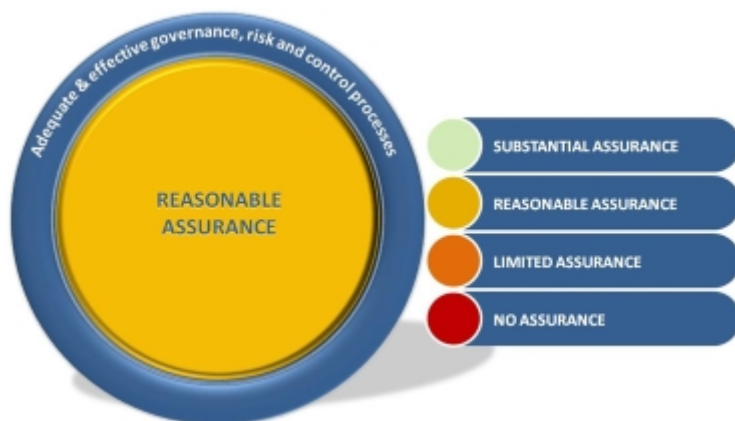 Adequate & effective governance, risk and control processes
REASONABLE
ASSURANCE
SUBSTANTIAL ASSURANCE
REASONABLE ASSURANCE
LIMITED ASSURANCE
NO ASSURANCE